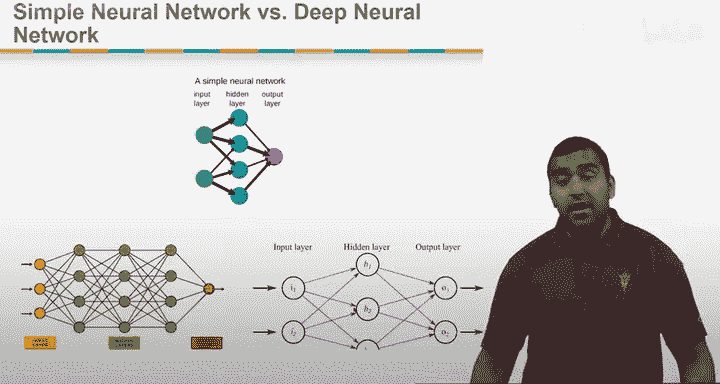 Simple Neural Network vs. Deep Neural
Network
A simple neural network
input hidden output
layer layer layer
Input layer Hidden layer Output layer
i₁ h₁ o₁
i₂ h₂ o₂